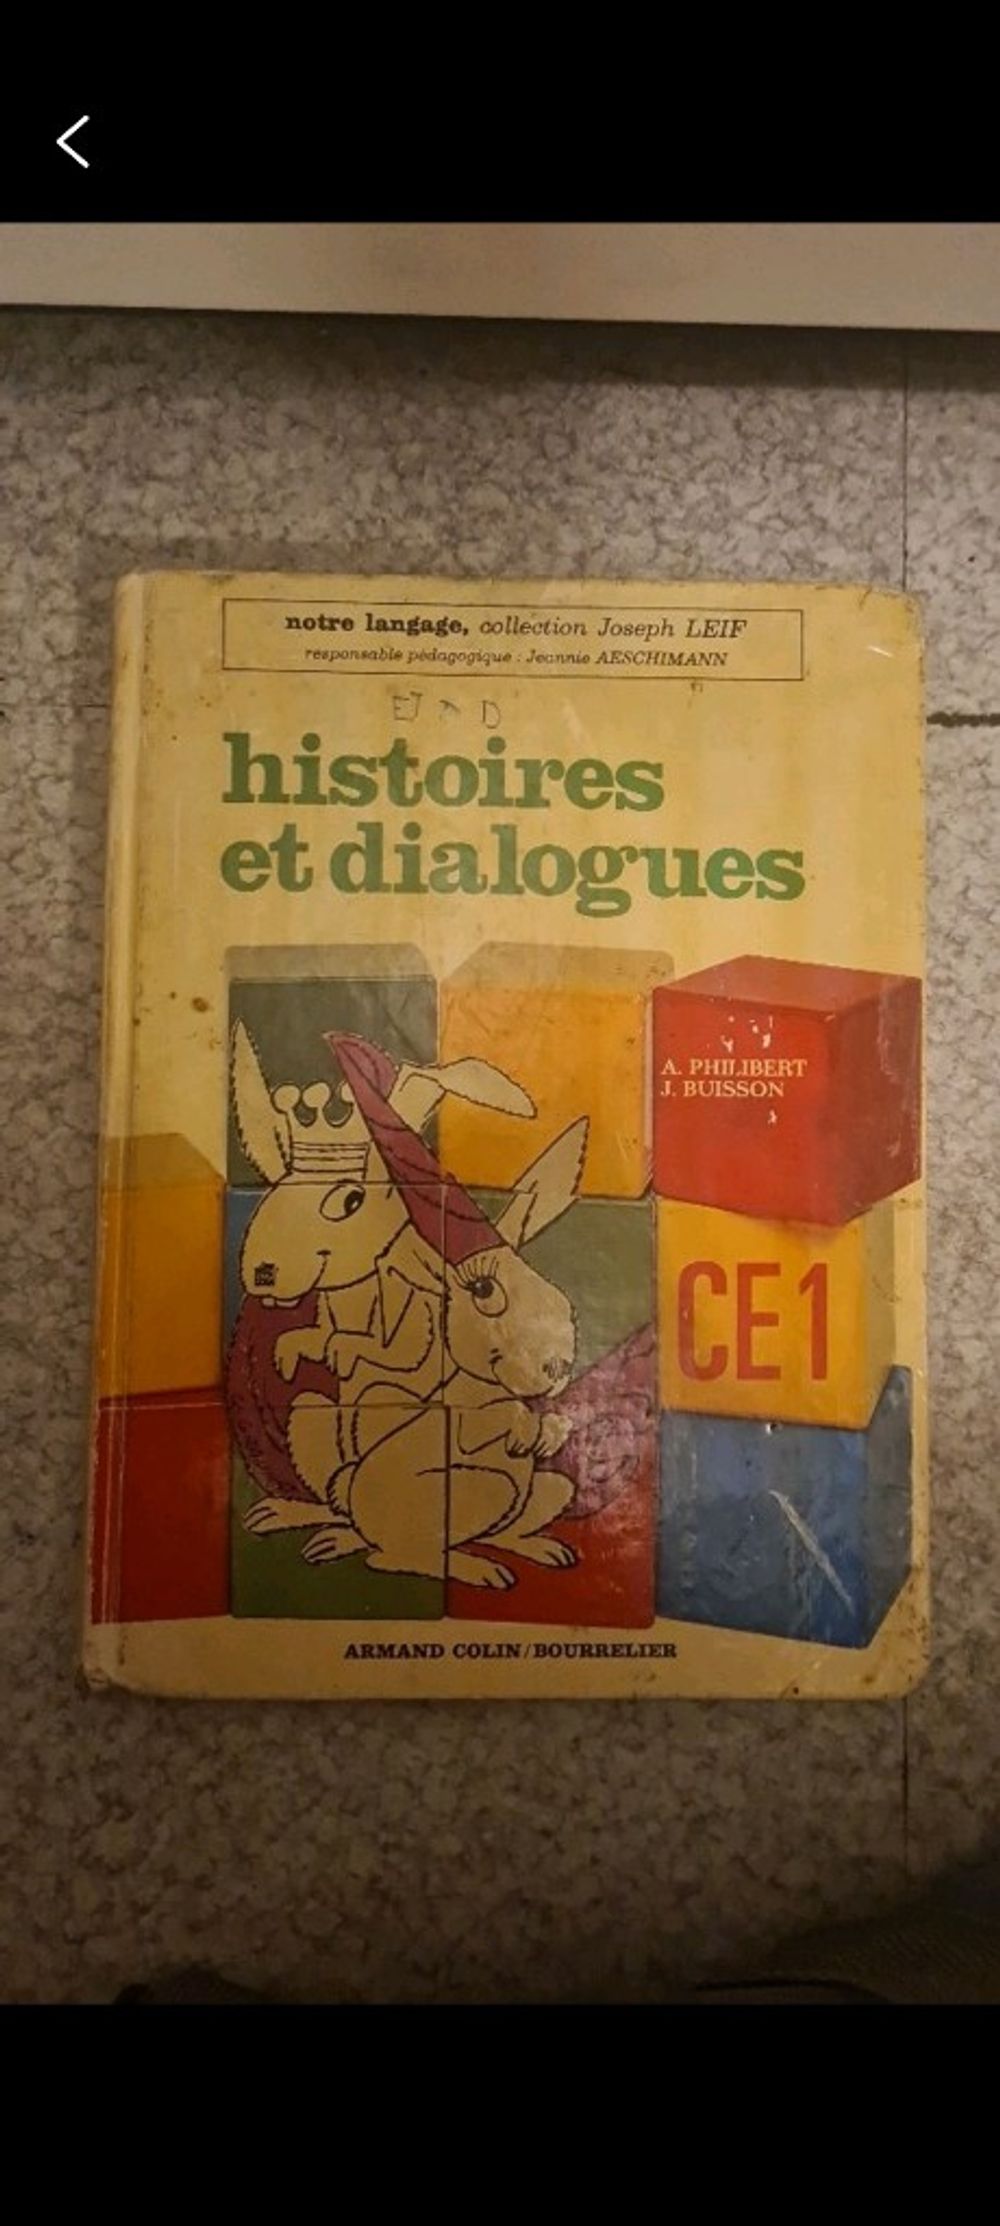 notre langage, collection Joseph LEIF
responsable pédagogique : Jeannie AESCHIMANN
histoires
et dialogues
A. PHILIBERT
J. BUISSON
CE1
ARMAND COLIN/BOURRELIER